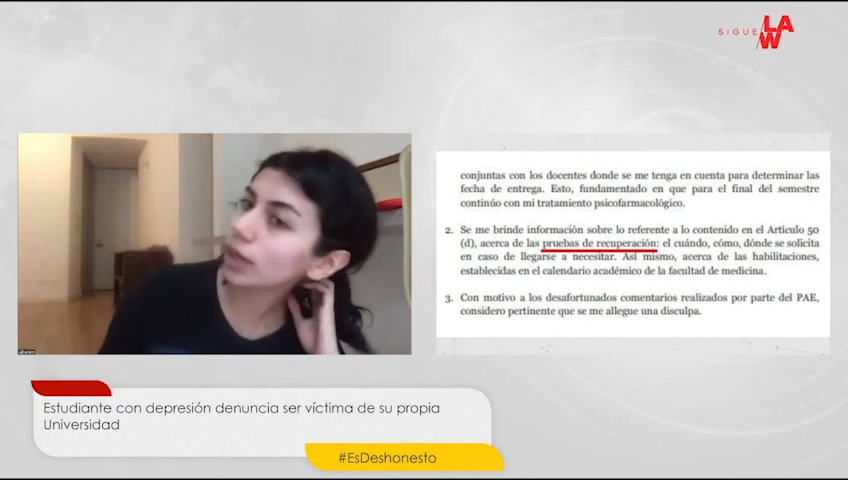 SIGUE LA
W
conjuntas con los docentes donde se me tenga en cuenta para determinar las
fecha de entrega. Esto, fundamentado en que para el final del semestre
continúo con mi tratamiento psicofarmacológico.
2. Se me brinde información sobre lo referente a lo contenido en el Artículo 50
(d), acerca de las pruebas de recuperación: el cuándo, cómo, dónde se solicita
en caso de llegarse a necesitar. Así mismo, acerca de las habilitaciones,
establecidas en el calendario académico de la facultad de medicina.
3. Con motivo a los desafortunados comentarios realizados por parte del PAE,
considero pertinente que se me allegue una disculpa.
Estudiante con depresión denuncia ser víctima de su propia
Universidad
#EsDeshonesto